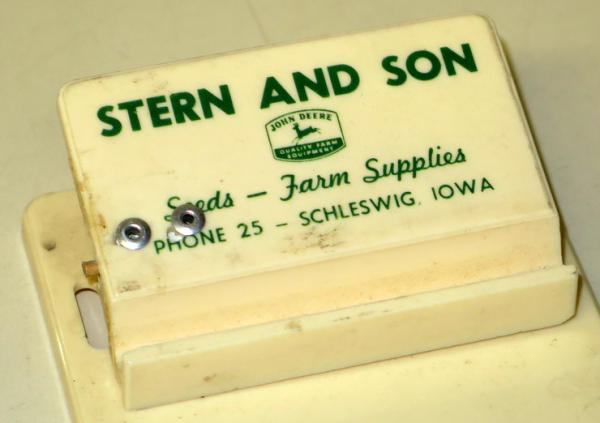 STERN AND SON
JOHN DEERE
QUALITY FARM
EQUIPMENT
Seeds – Farm Supplies
PHONE 25 – SCHLESWIG, IOWA